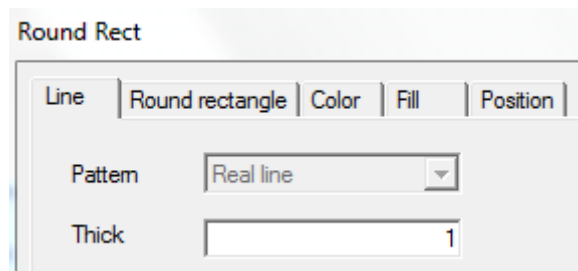 Round Rect
Line Round rectangle Color Fill Position
Pattern Real line
Thick 1